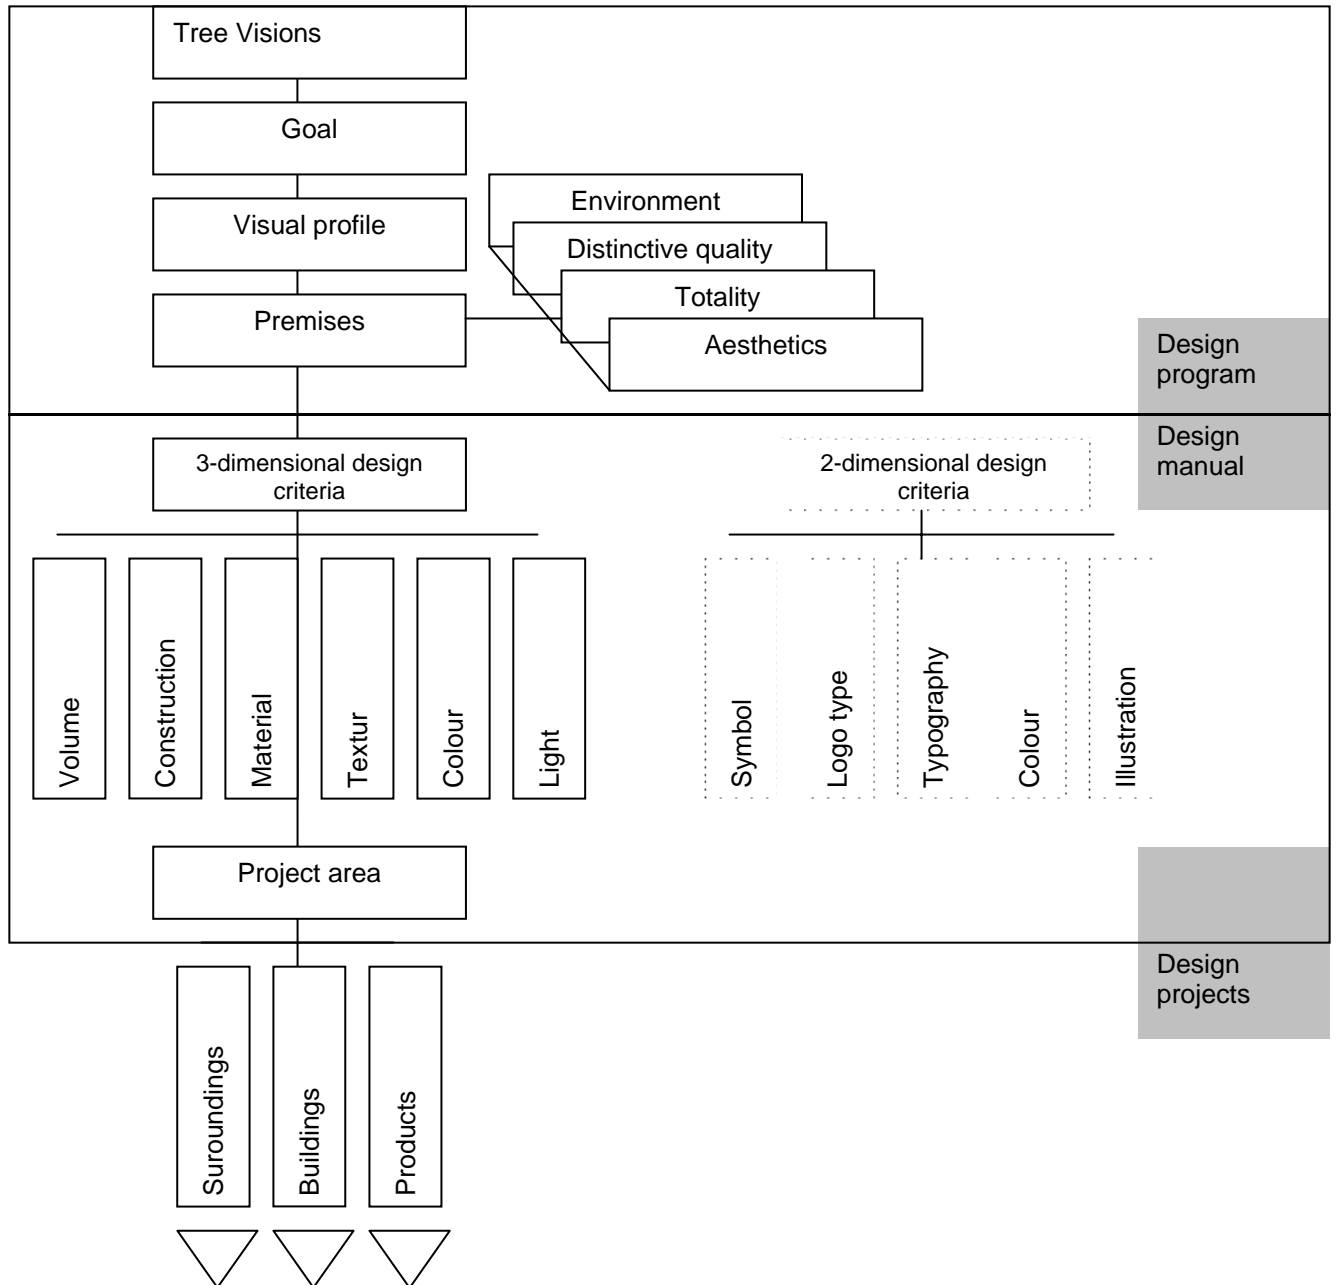 Tree Visions
Goal
Visual profile
Premises
Environment
Distinctive quality
Totality
Aesthetics
Design
program
Design
manual
3-dimensional design
criteria
2-dimensional design
criteria
Volume
Construction
Material
Textur
Colour
Light
Symbol
Logo type
Typography
Colour
Illustration
Project area
Design
projects
Suroundings
Buildings
Products